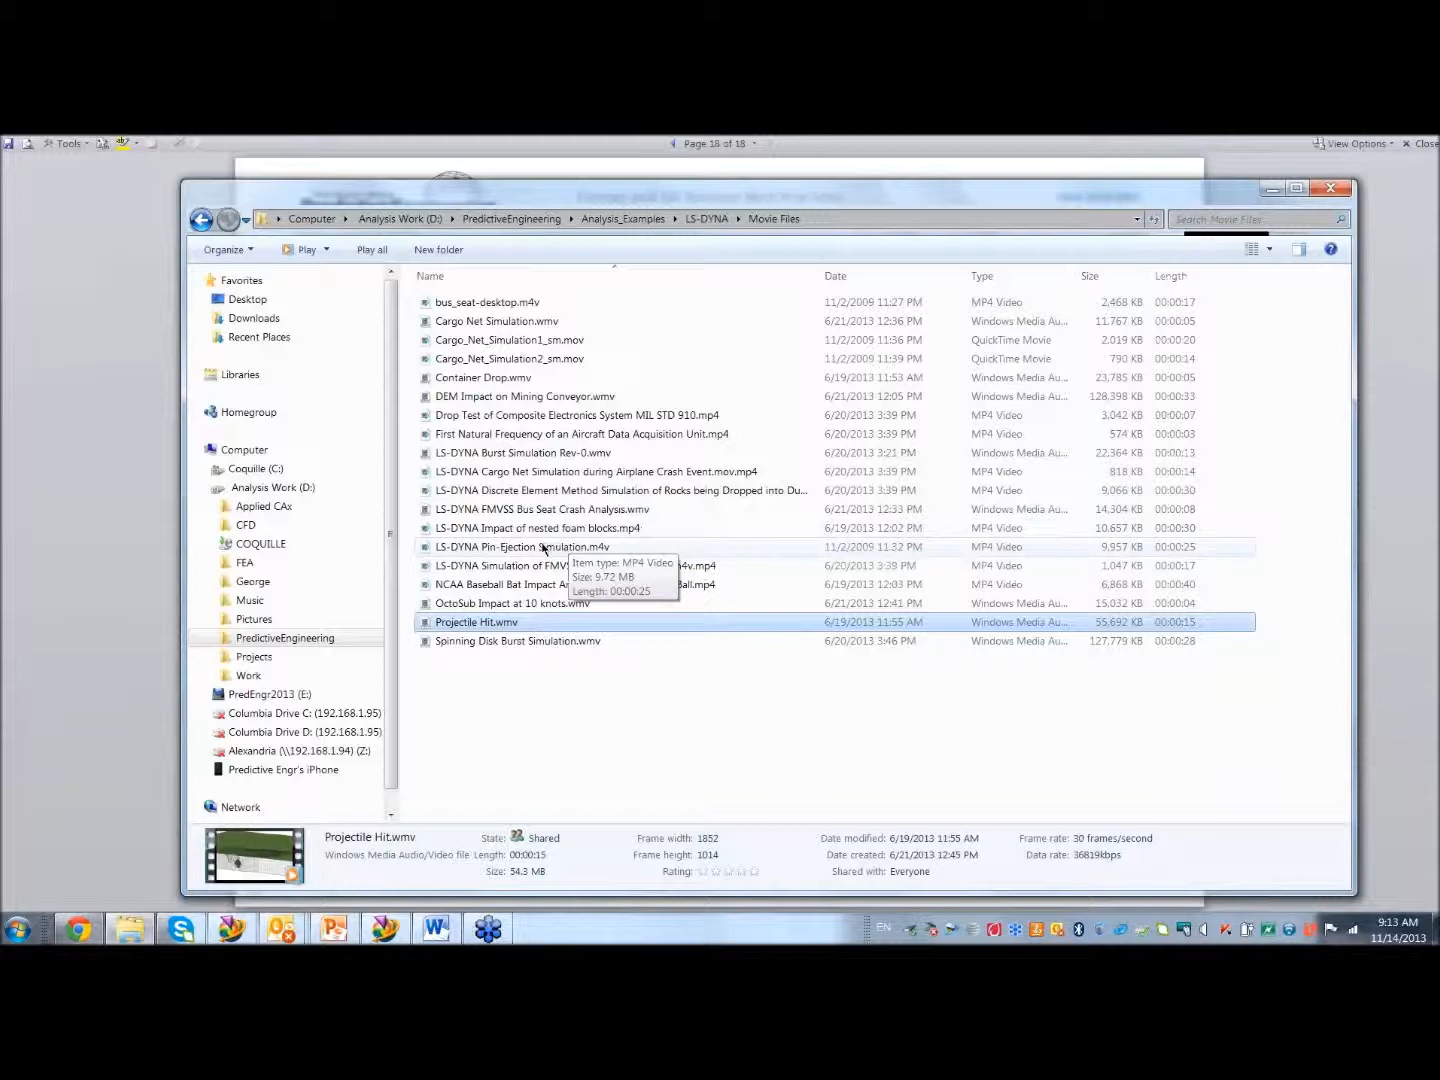 Tools
Page 18 of 18
View Options
Close
Computer
Analysis Work (D:)
PredictiveEngineering
Analysis_Examples
LS-DYNA
Movie Files
Search Movie Files
Organize
Play
Play all
New folder
Favorites
Desktop
Downloads
Recent Places
Libraries
Homegroup
Computer
Coquille (C:)
Analysis Work (D:)
Applied CAx
CFD
COQUILLE
FEA
George
Music
Pictures
PredictiveEngineering
Projects
Work
PredEngr2013 (E:)
Columbia Drive C: (192.168.1.95)
Columbia Drive D: (192.168.1.95)
Alexandria (\\192.168.1.94) (Z:)
Predictive Engr's iPhone
Network
Name Date Type Size Length
bus_seat-desktop.m4v 11/2/2009 11:27 PM MP4 Video 2,468 KB 00:00:17
Cargo Net Simulation.wmv 6/21/2013 12:36 PM Windows Media Au... 11,767 KB 00:00:05
Cargo_Net_Simulation1_sm.mov 11/2/2009 11:36 PM QuickTime Movie 2,019 KB 00:00:20
Cargo_Net_Simulation2_sm.mov 11/2/2009 11:39 PM QuickTime Movie 790 KB 00:00:14
Container Drop.wmv 6/19/2013 11:53 AM Windows Media Au... 23,785 KB 00:00:05
DEM Impact on Mining Conveyor.wmv 6/21/2013 12:05 PM Windows Media Au... 128,398 KB 00:00:33
Drop Test of Composite Electronics System MIL STD 910.mp4 6/20/2013 3:39 PM MP4 Video 3,042 KB 00:00:07
First Natural Frequency of an Aircraft Data Acquisition Unit.mp4 6/20/2013 3:39 PM MP4 Video 574 KB 00:00:03
LS-DYNA Burst Simulation Rev-0.wmv 6/20/2013 3:21 PM Windows Media Au... 22,364 KB 00:00:13
LS-DYNA Cargo Net Simulation during Airplane Crash Event.mov.mp4 6/20/2013 3:39 PM MP4 Video 818 KB 00:00:14
LS-DYNA Discrete Element Method Simulation of Rocks being Dropped into Du... 6/20/2013 3:39 PM MP4 Video 9,066 KB 00:00:30
LS-DYNA FMVSS Bus Seat Crash Analysis.wmv 6/21/2013 12:33 PM Windows Media Au... 14,304 KB 00:00:08
LS-DYNA Impact of nested foam blocks.mp4 6/19/2013 12:02 PM MP4 Video 10,657 KB 00:00:30
LS-DYNA Pin-Ejection Simulation.m4v 11/2/2009 11:32 PM MP4 Video 9,957 KB 00:00:25
LS-DYNA Simulation of FMVS 4v.mp4 6/20/2013 3:39 PM MP4 Video 1,047 KB 00:00:17
NCAA Baseball Bat Impact An Ball.mp4 6/20/2013 3:39 PM MP4 Video 6,868 KB 00:00:40
OctoSub Impact at 10 knots.wmv 6/21/2013 12:41 PM Windows Media Au... 15,032 KB 00:00:04
Projectile Hit.wmv 6/19/2013 11:55 AM Windows Media Au... 55,692 KB 00:00:15
Spinning Disk Burst Simulation.wmv 6/20/2013 3:46 PM Windows Media Au... 127,779 KB 00:00:28
Item type: MP4 Video
Size: 9.72 MB
Length: 00:00:25
Projectile Hit.wmv State: Shared Frame width: 1852 Date modified: 6/19/2013 11:55 AM Frame rate: 30 frames/second
Windows Media Audio/Video file Length: 00:00:15 Frame height: 1014 Date created: 6/21/2013 12:45 PM Data rate: 36819kbps
Size: 54.3 MB Rating: Shared with: Everyone
EN
9:13 AM
11/14/2013